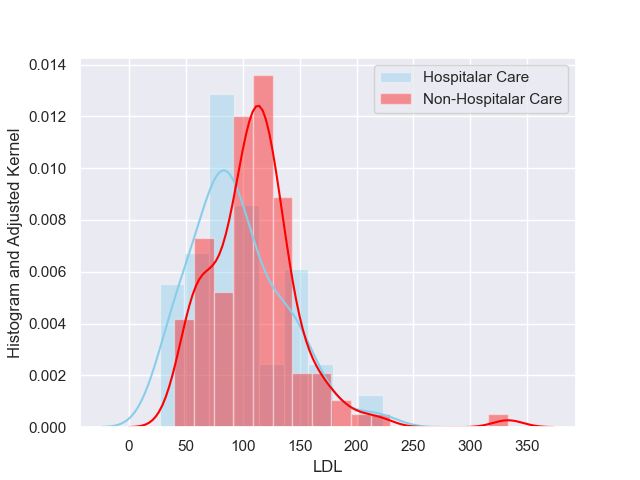 0.014
0.012
0.010
0.008
0.006
0.004
0.002
0.000
Histogram and Adjusted Kernel
Hospitalar Care
Non-Hospitalar Care
0 50 100 150 200 250 300 350
LDL